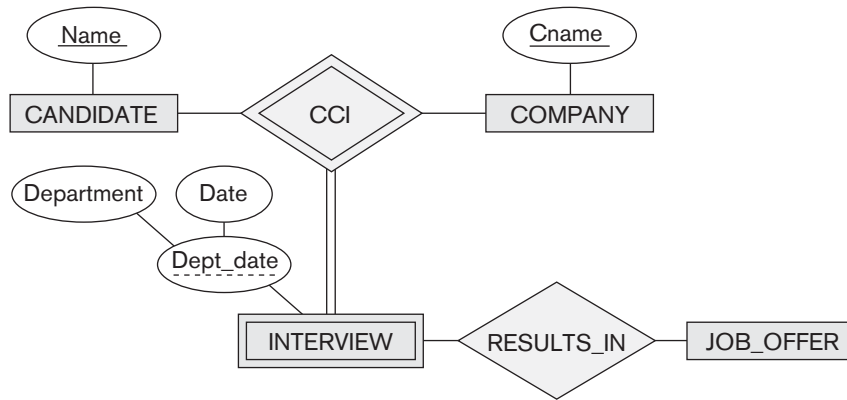 Name
Cname
CANDIDATE
CCI
COMPANY
Department
Date
Dept_date
INTERVIEW
RESULTS_IN
JOB_OFFER